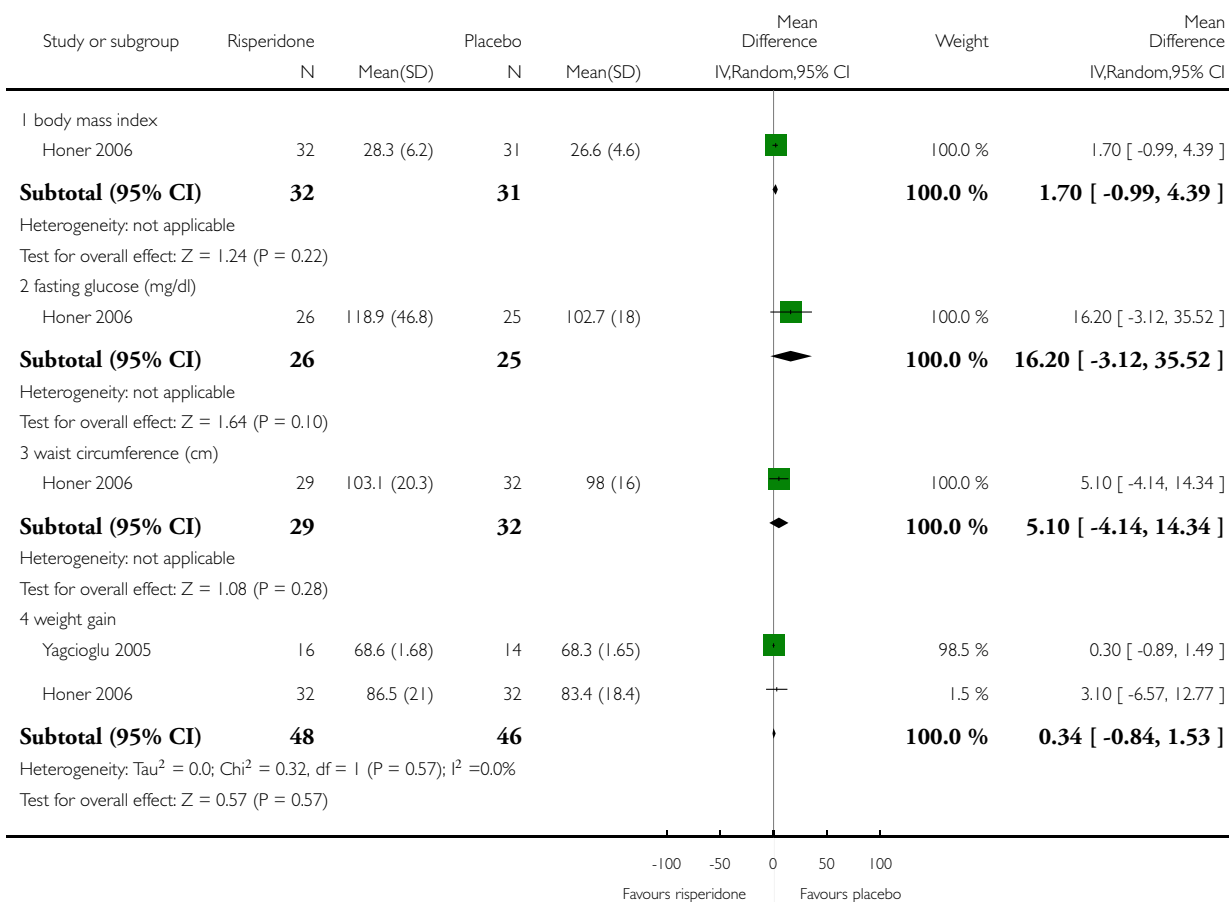 Study or subgroup Risperidone Placebo Mean Difference Weight Mean Difference
N Mean(SD) N Mean(SD) IV,Random,95% CI IV,Random,95% CI
1 body mass index
Honer 2006 32 28.3 (6.2) 31 26.6 (4.6) 100.0 % 1.70 [ -0.99, 4.39 ]
Subtotal (95% CI) 32 31 100.0 % 1.70 [ -0.99, 4.39 ]
Heterogeneity: not applicable
Test for overall effect: Z = 1.24 (P = 0.22)
2 fasting glucose (mg/dl)
Honer 2006 26 118.9 (46.8) 25 102.7 (18) 100.0 % 16.20 [ -3.12, 35.52 ]
Subtotal (95% CI) 26 25 100.0 % 16.20 [ -3.12, 35.52 ]
Heterogeneity: not applicable
Test for overall effect: Z = 1.64 (P = 0.10)
3 waist circumference (cm)
Honer 2006 29 103.1 (20.3) 32 98 (16) 100.0 % 5.10 [ -4.14, 14.34 ]
Subtotal (95% CI) 29 32 100.0 % 5.10 [ -4.14, 14.34 ]
Heterogeneity: not applicable
Test for overall effect: Z = 1.08 (P = 0.28)
4 weight gain
Yagcioglu 2005 16 68.6 (1.68) 14 68.3 (1.65) 98.5 % 0.30 [ -0.89, 1.49 ]
Honer 2006 32 86.5 (21) 32 83.4 (18.4) 1.5 % 3.10 [ -6.57, 12.77 ]
Subtotal (95% CI) 48 46 100.0 % 0.34 [ -0.84, 1.53 ]
Heterogeneity: Tau² = 0.0; Chi² = 0.32, df = 1 (P = 0.57); I² =0.0%
Test for overall effect: Z = 0.57 (P = 0.57)
-100 -50 0 50 100
Favours risperidone Favours placebo